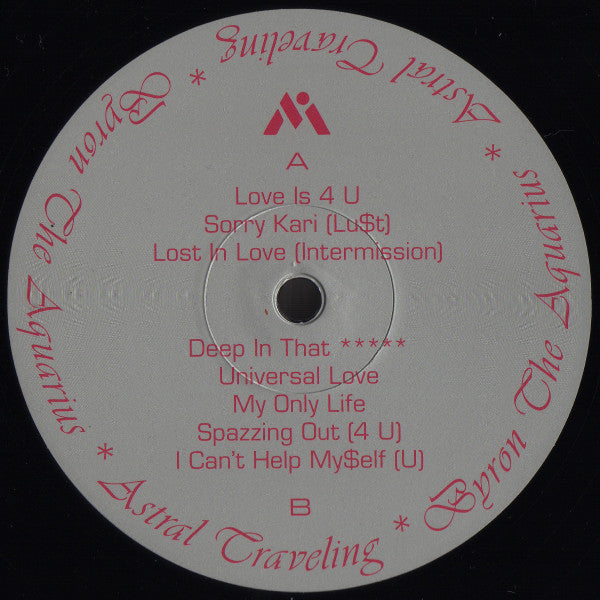 Byron The Aquarius * Astral Traveling * Byron The Aquarius * Astral Traveling *
A
Love Is 4 U
Sorry Kari (Lu$t)
Lost In Love (Intermission)
Deep In That *****
Universal Love
My Only Life
Spazzing Out (4 U)
I Can't Help My$elf (U)
B